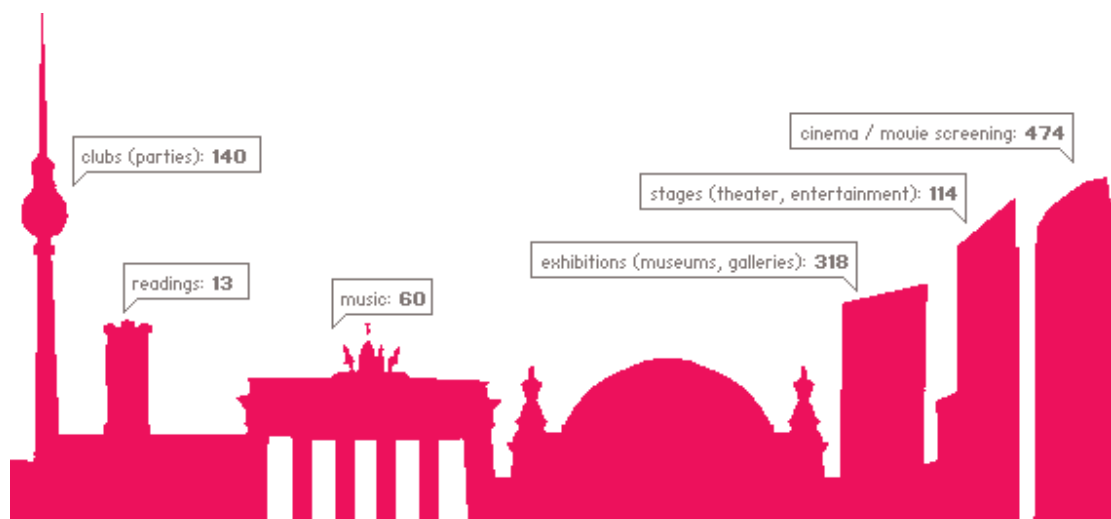 cinema / movie screening: 474
clubs (parties): 140
stages (theater, entertainment): 114
exhibitions (museums, galleries): 318
readings: 13
music: 60